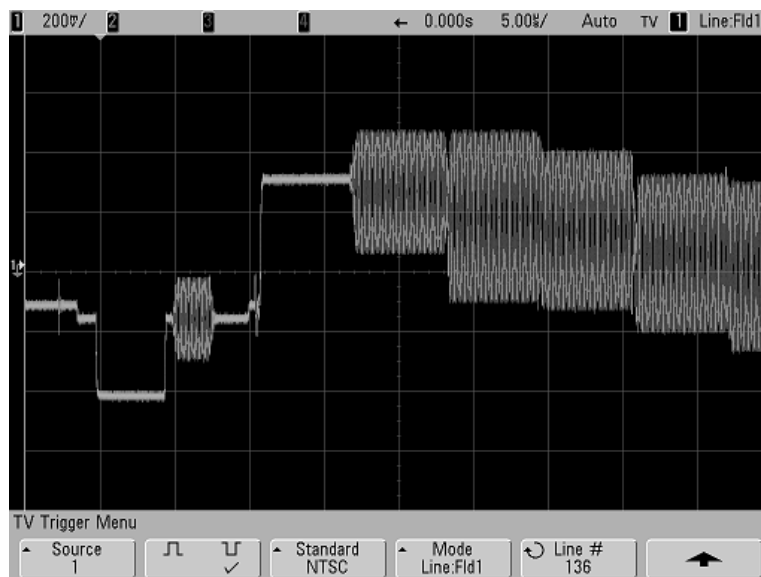 1 200▽/ 2 3 4 ← 0.000s 5.00㎲/ Auto TV 1 Line:Fld1
1
TV Trigger Menu
Source Standard Mode Line #
1 ✓ NTSC Line:Fld1 136